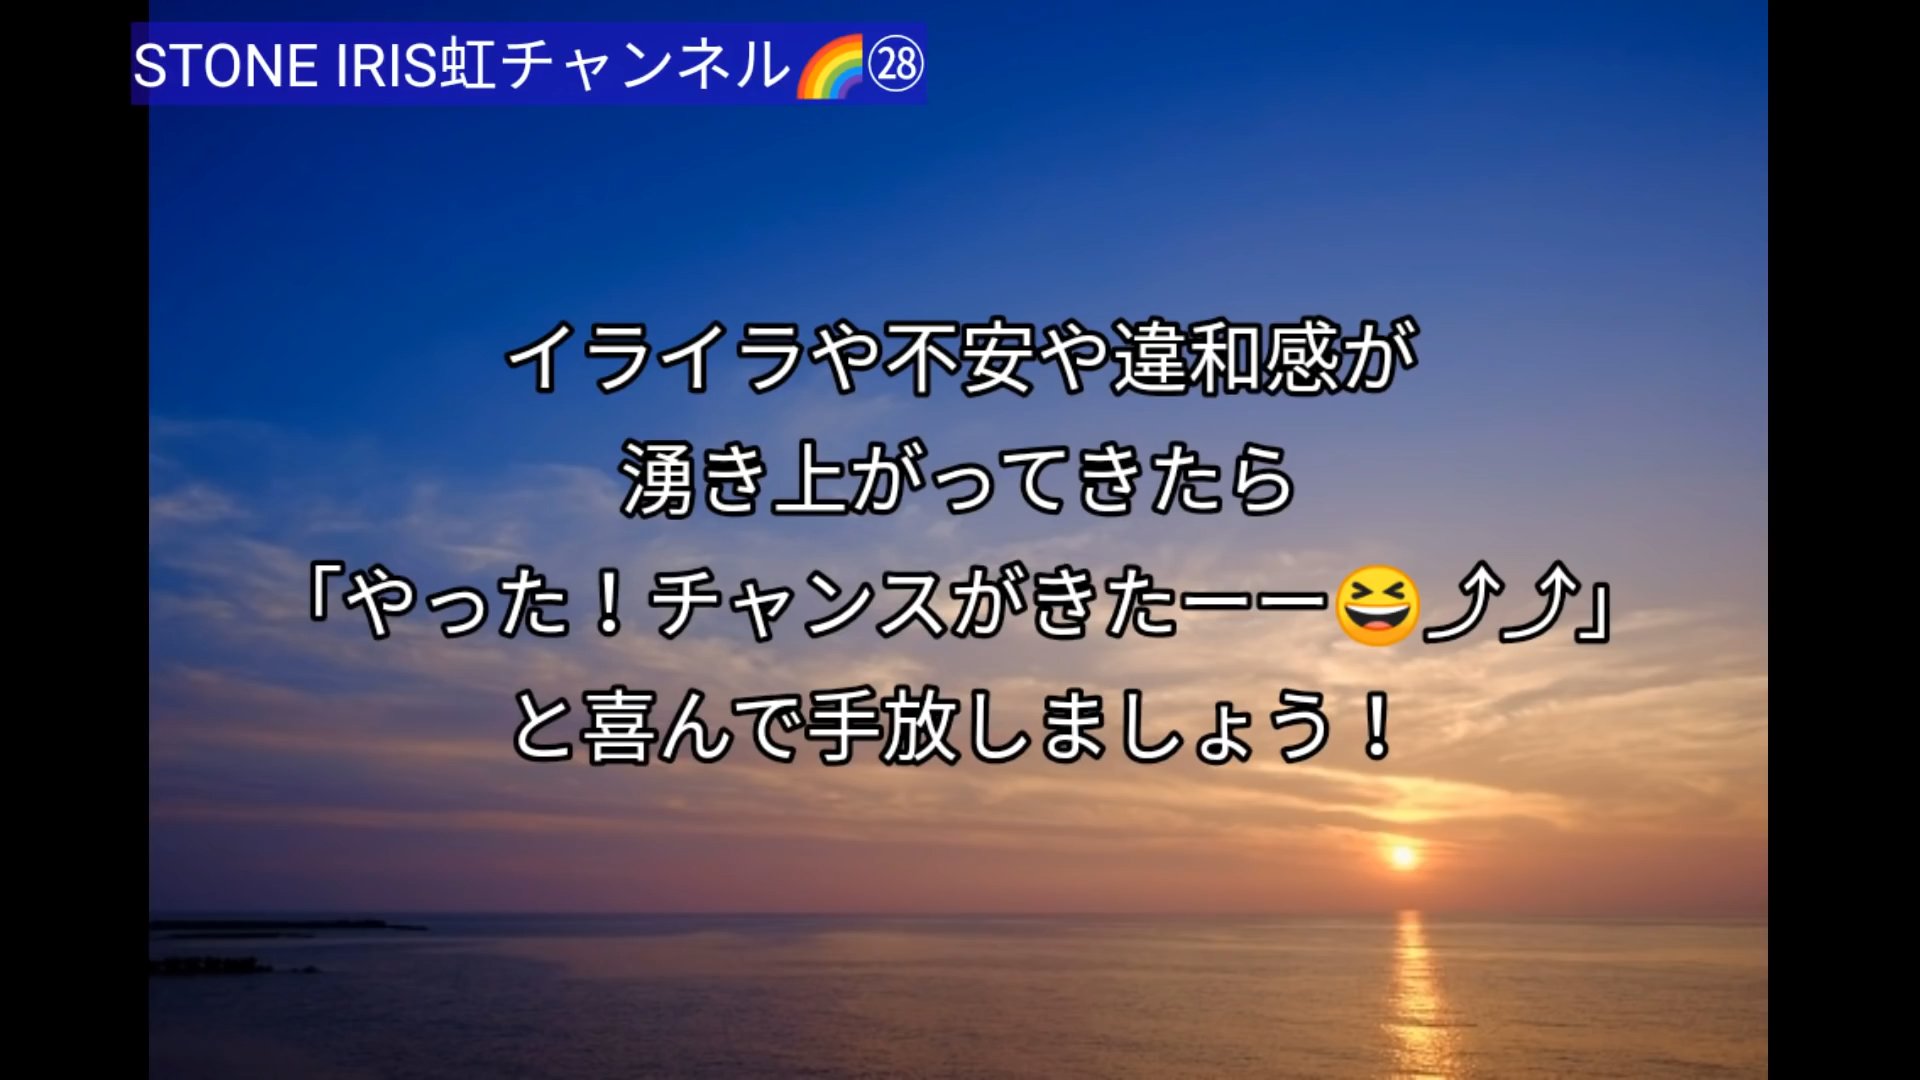 STONE IRIS虹チャンネル🌈㉘
イライラや不安や違和感が
湧き上がってきたら
「やった！チャンスがきたーー😆⤴⤴」
と喜んで手放しましょう！